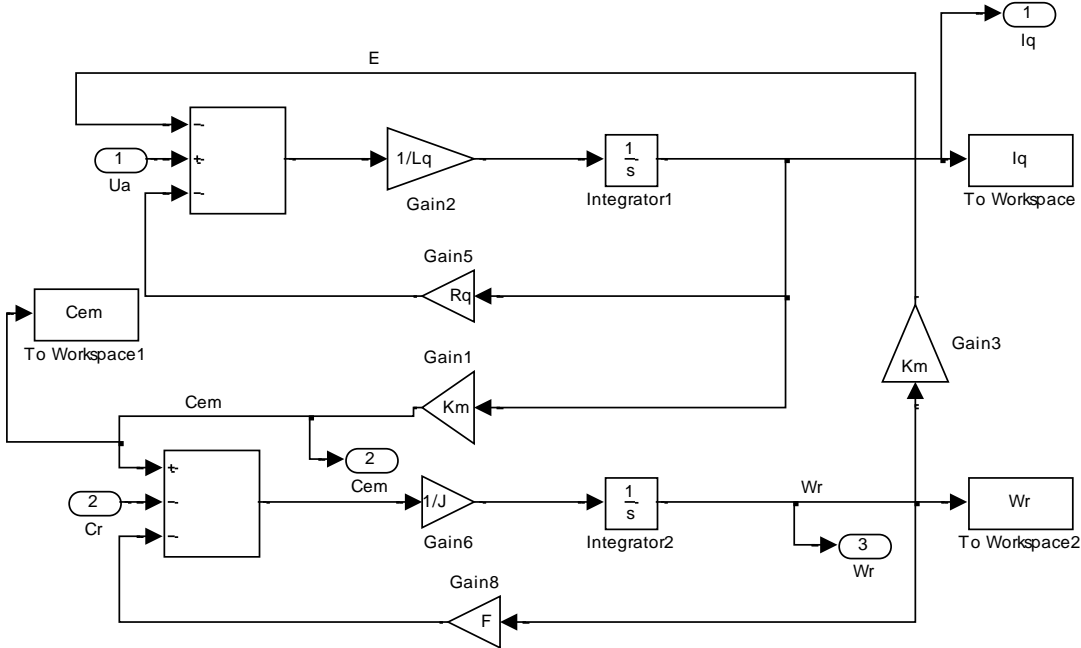 1
Iq
E
−
+
−
1
Ua
1/Lq
Gain2
1
s
Integrator1
Iq
To Workspace
Gain5
Rq
Cem
To Workspace1
Gain1
Km
Km
Gain3
Cem
2
Cem
+
−
−
2
Cr
1/J
Gain6
1
s
Integrator2
Wr
3
Wr
Wr
To Workspace2
Gain8
F